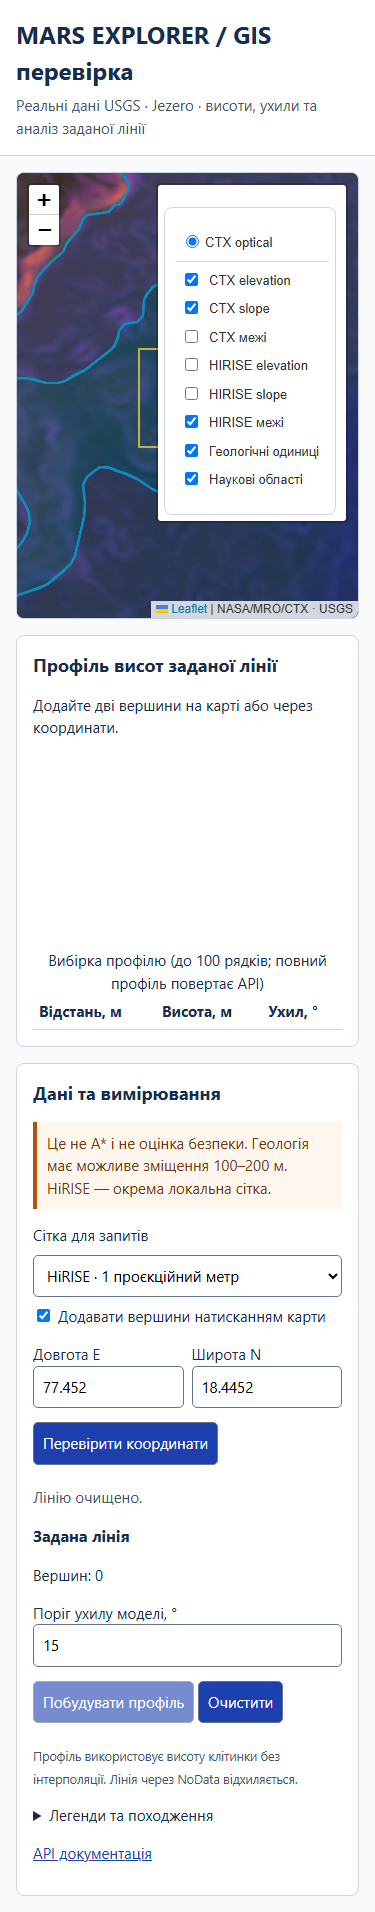 MARS EXPLORER / GIS
перевірка
Реальні дані USGS · Jezero · висоти, ухили та
аналіз заданої лінії
+
−
CTX optical
CTX elevation
CTX slope
CTX межі
HiRISE elevation
HiRISE slope
HiRISE межі
Геологічні одиниці
Наукові області
Leaflet | NASA/MRO/CTX · USGS
Профіль висот заданої лінії
Додайте дві вершини на карті або через
координати.
Вибірка профілю (до 100 рядків; повний
профіль повертає API)
Відстань, м Висота, м Ухил, °
Дані та вимірювання
Це не A* і не оцінка безпеки. Геологія
має можливе зміщення 100–200 м.
HiRISE — окрема локальна сітка.
Сітка для запитів
HiRISE · 1 проєкційний метр
Додавати вершини натисканням карти
Довгота E Широта N
77.452 18.4452
Перевірити координати
Лінію очищено.
Задана лінія
Вершин: 0
Поріг ухилу моделі, °
15
Побудувати профіль Очистити
Профіль використовує висоту клітинки без
інтерполяції. Лінія через NoData відхиляється.
Легенди та походження
API документація